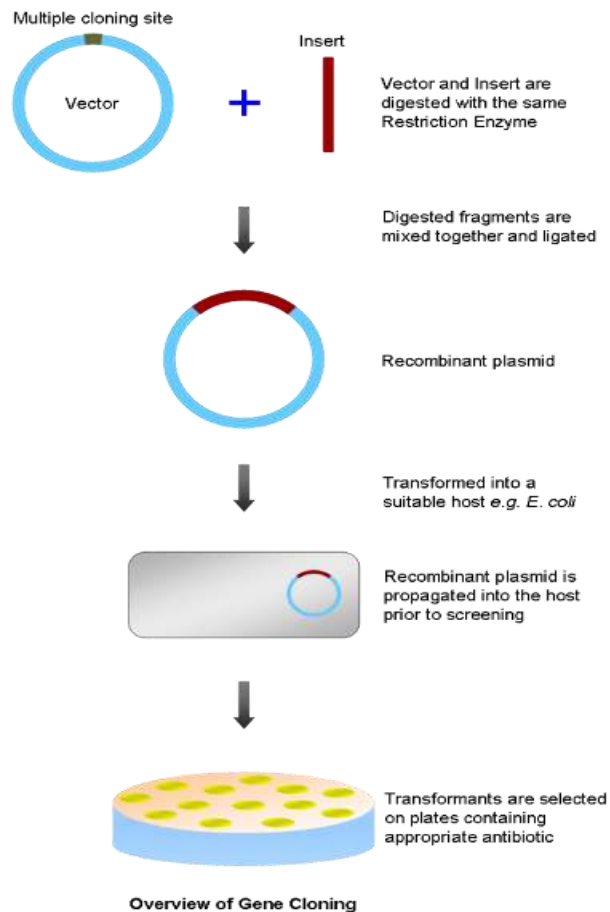 Multiple cloning site
Insert
Vector
Vector and Insert are
digested with the same
Restriction Enzyme
Digested fragments are
mixed together and ligated
Recombinant plasmid
Transformed into a
suitable host e.g. E. coli
Recombinant plasmid is
propagated into the host
prior to screening
Transformants are selected
on plates containing
appropriate antibiotic
Overview of Gene Cloning